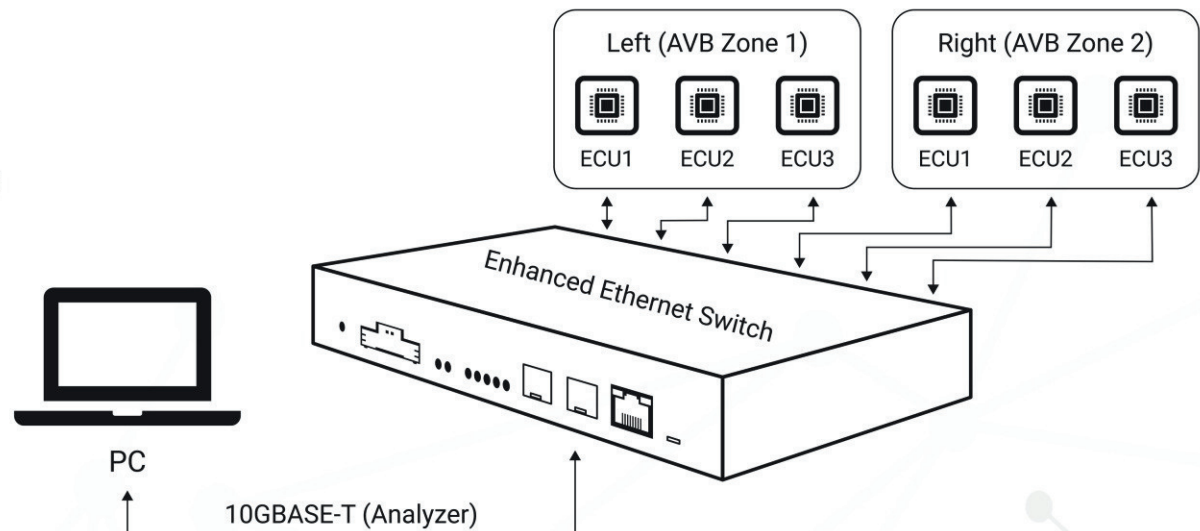 Left (AVB Zone 1)
Right (AVB Zone 2)
ECU1 ECU2 ECU3
ECU1 ECU2 ECU3
Enhanced Ethernet Switch
PC
10GBASE-T (Analyzer)